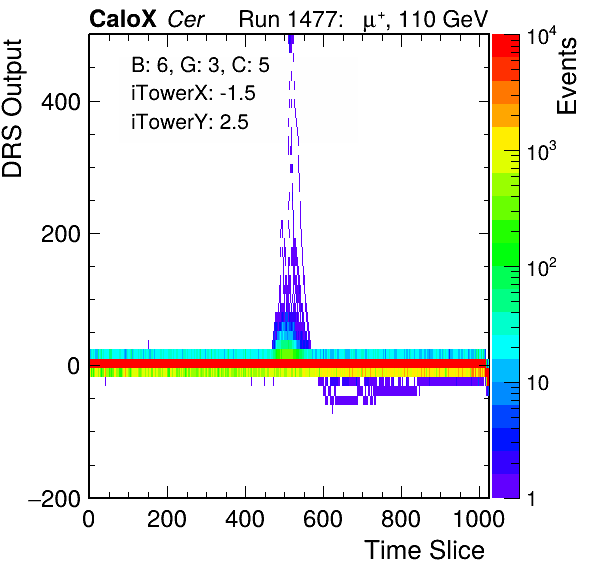 CaloX Cer Run 1477: μ⁺, 110 GeV
B: 6, G: 3, C: 5
iTowerX: -1.5
iTowerY: 2.5
DRS Output
400
200
0
−200
0 200 400 600 800 1000
Time Slice
Events
10⁴
10³
10²
10
1